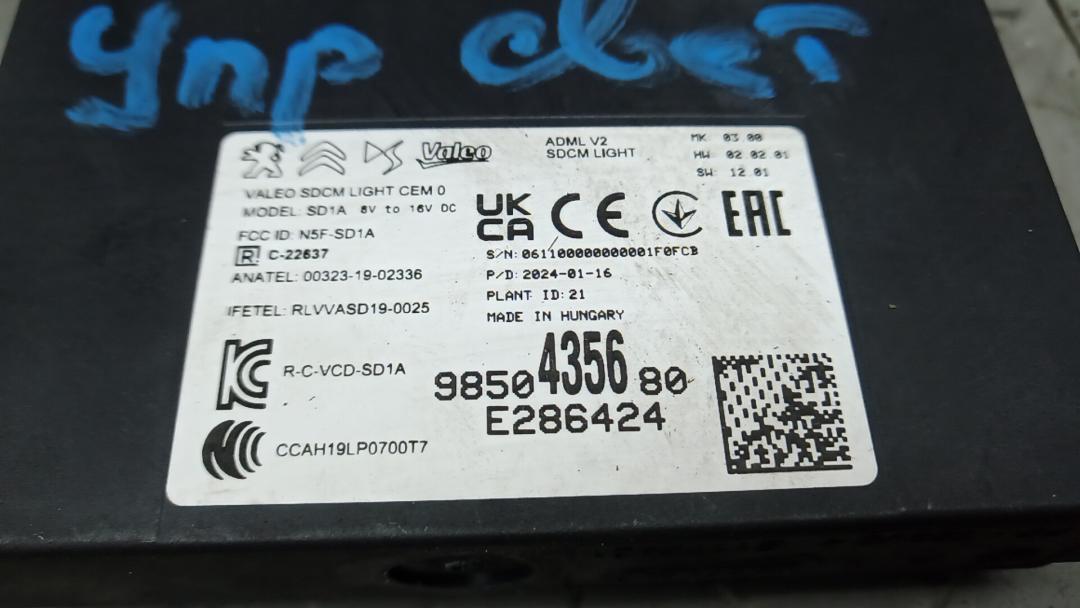 упр свет
Valeo
ADML V2
SDCM LIGHT
MK: 03.00
HW: 02.02.01
SW: 12.01
VALEO SDCM LIGHT CEM 0
MODEL: SD1A 8V to 16V DC
FCC ID: N5F-SD1A
R C-22637
ANATEL: 00323-19-02336
IFETEL: RLVVASD19-0025
R-C-VCD-SD1A
CCAH19LP0700T7
UK
CA
CE
EAC
S/N: 061100000000001F0FCB
P/D: 2024-01-16
PLANT ID: 21
MADE IN HUNGARY
9850435680
E286424